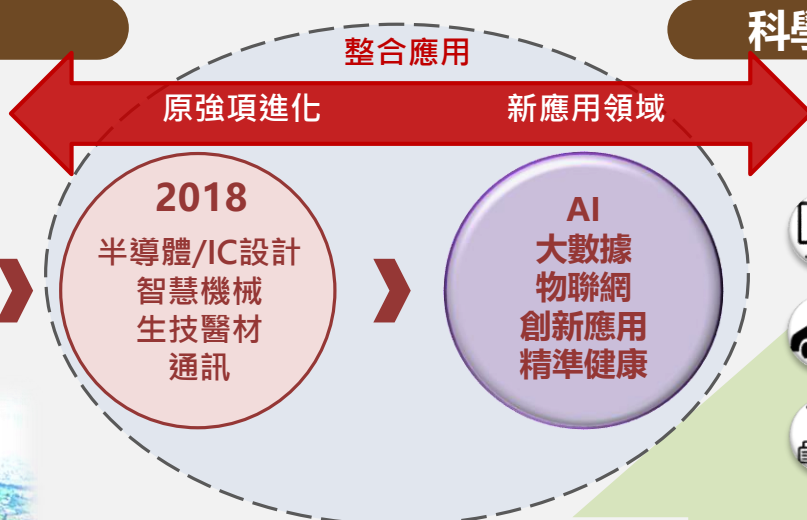 科學
整合應用
原強項進化
新應用領域
2018
半導體/IC設計
智慧機械
生技醫材
通訊
AI
大數據
物聯網
創新應用
精準健康